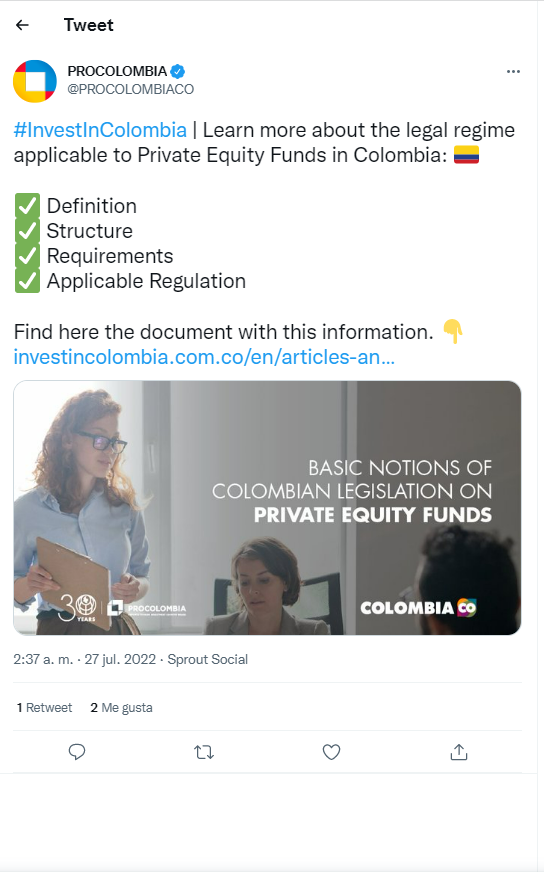 Tweet
PROCOLOMBIA
@PROCOLOMBIACO
#InvestInColombia | Learn more about the legal regime
applicable to Private Equity Funds in Colombia: 🇨🇴
✅ Definition
✅ Structure
✅ Requirements
✅ Applicable Regulation
Find here the document with this information. 👇
investincolombia.com.co/en/articles-an...
BASIC NOTIONS OF
COLOMBIAN LEGISLATION ON
PRIVATE EQUITY FUNDS
30
YEARS
PROCOLOMBIA
COLOMBIA CO
2:37 a. m. · 27 jul. 2022 · Sprout Social
1 Retweet 2 Me gusta